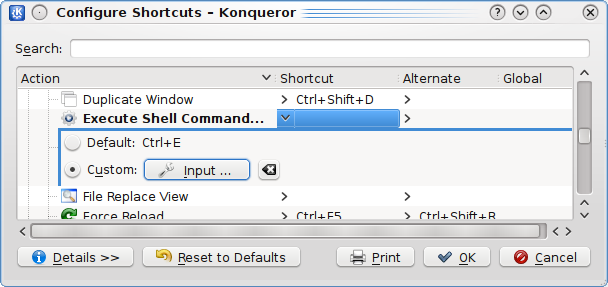 Configure Shortcuts – Konqueror
Search:
Action Shortcut Alternate Global
Duplicate Window Ctrl+Shift+D
Execute Shell Command...
Default: Ctrl+E
Custom: Input ...
File Replace View
Force Reload Ctrl+F5 Ctrl+Shift+R
Details >> Reset to Defaults Print OK Cancel